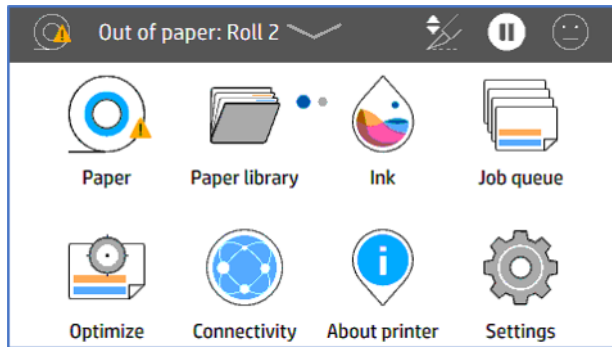 Out of paper: Roll 2
Paper Paper library Ink Job queue
Optimize Connectivity About printer Settings